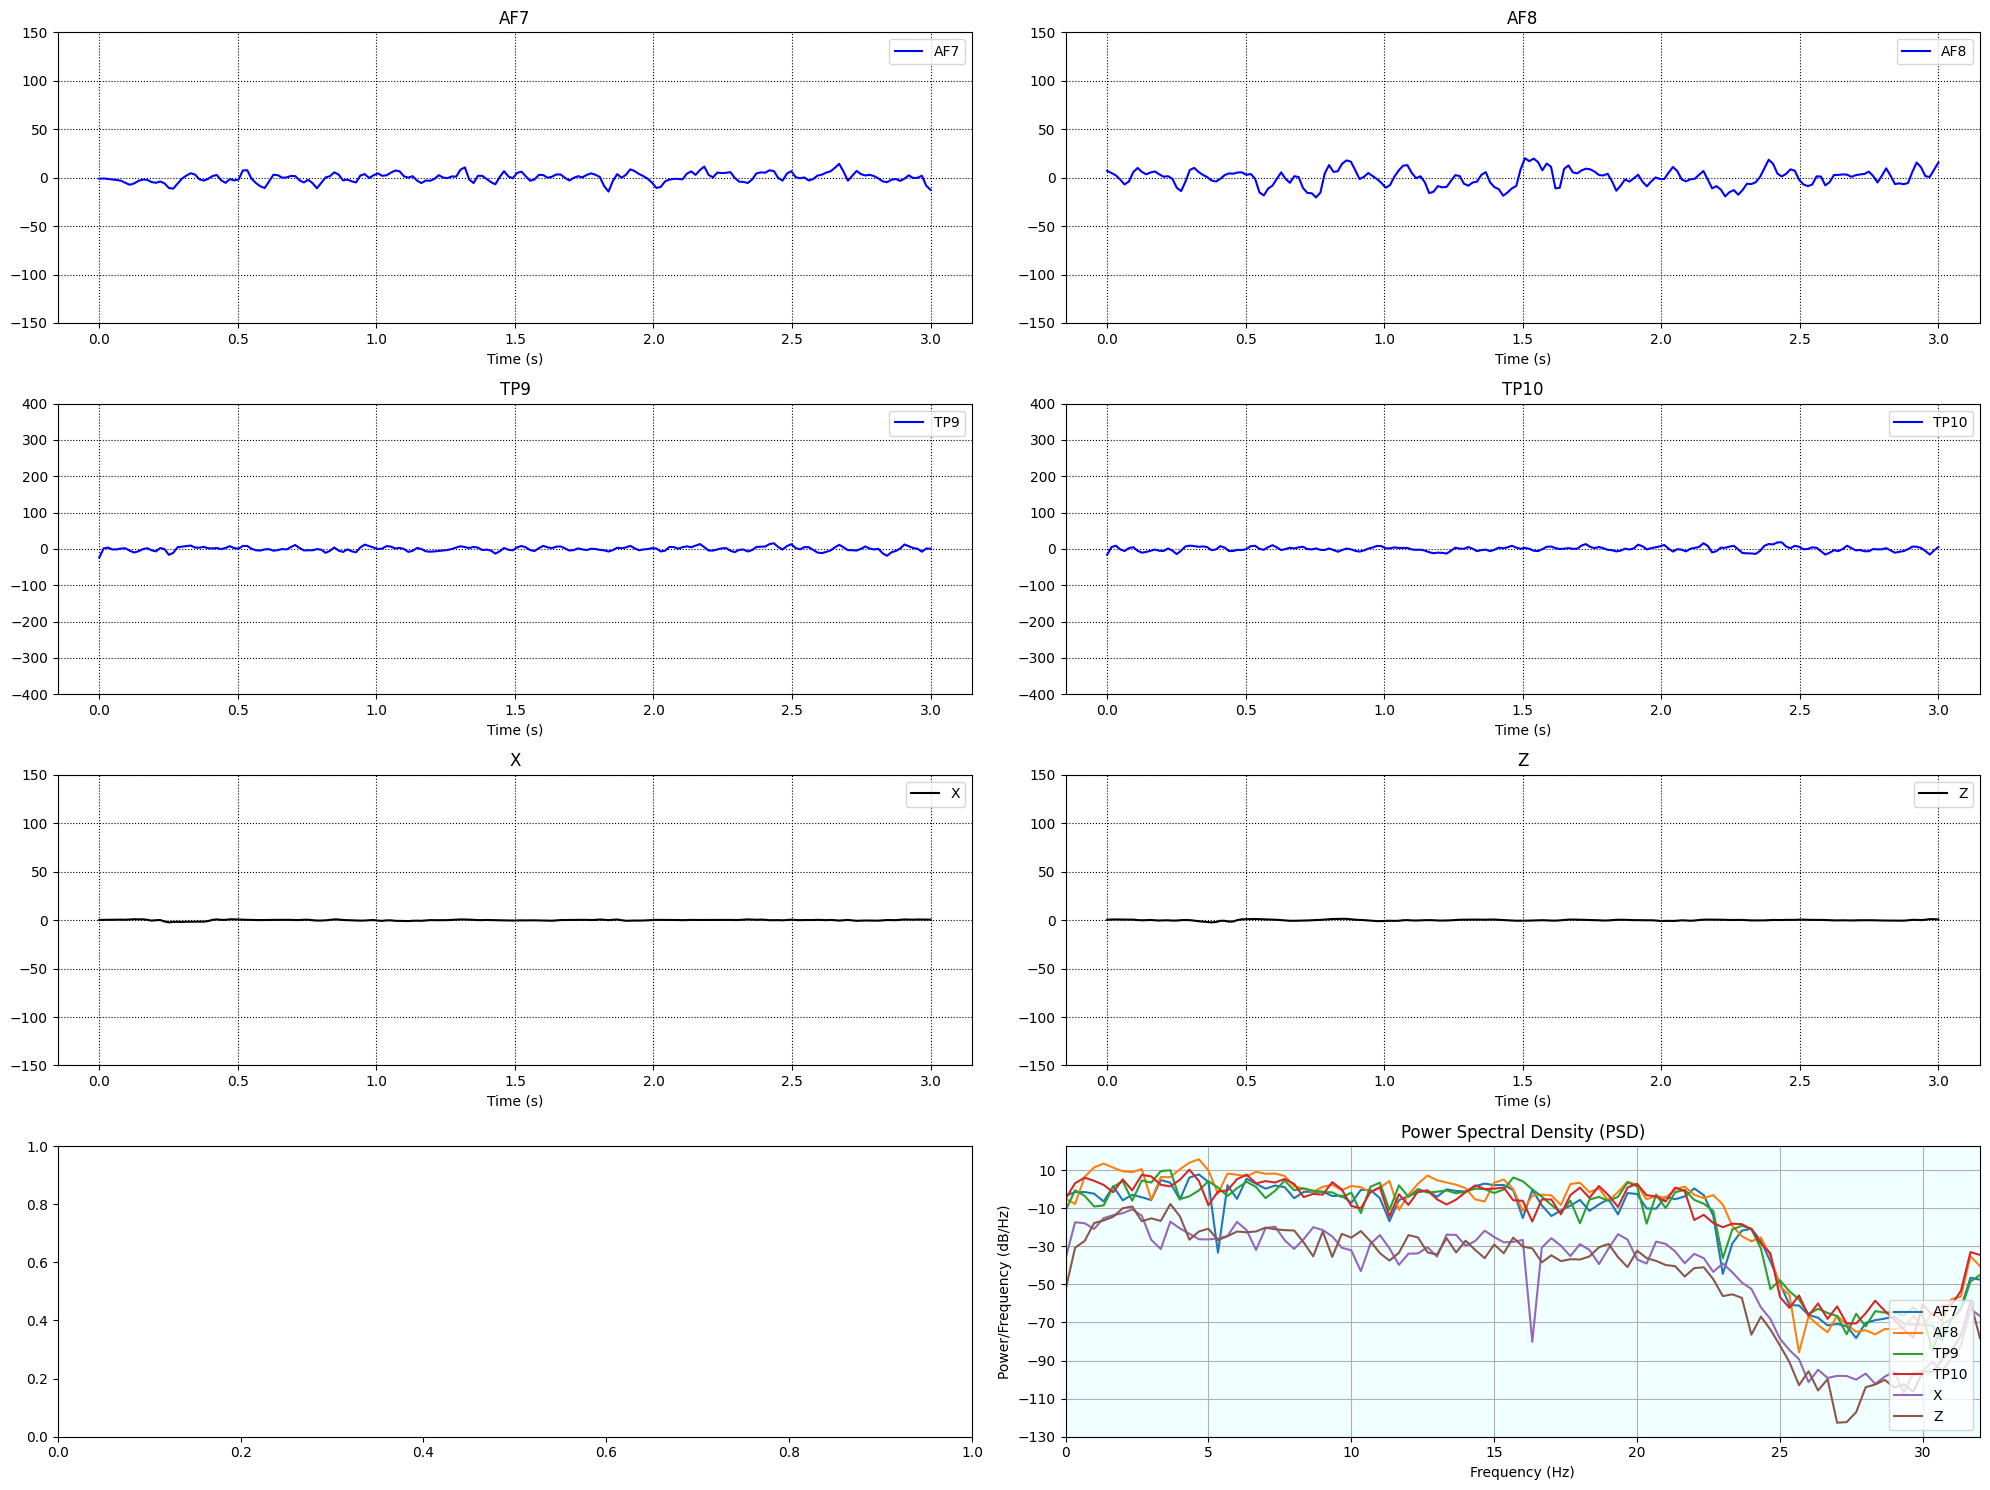 AF7
AF8
150
100
50
0
−50
−100
−150
AF7
150
100
50
0
−50
−100
−150
AF8
0.0 0.5 1.0 1.5 2.0 2.5 3.0
0.0 0.5 1.0 1.5 2.0 2.5 3.0
Time (s)
Time (s)
TP9
TP10
400
300
200
100
0
−100
−200
−300
−400
TP9
400
300
200
100
0
−100
−200
−300
−400
TP10
0.0 0.5 1.0 1.5 2.0 2.5 3.0
0.0 0.5 1.0 1.5 2.0 2.5 3.0
Time (s)
Time (s)
X
Z
150
100
50
0
−50
−100
−150
X
150
100
50
0
−50
−100
−150
Z
0.0 0.5 1.0 1.5 2.0 2.5 3.0
0.0 0.5 1.0 1.5 2.0 2.5 3.0
Time (s)
Time (s)
1.0
0.8
0.6
0.4
0.2
0.0
0.0 0.2 0.4 0.6 0.8 1.0
Power Spectral Density (PSD)
Power/Frequency (dB/Hz)
10
−10
−30
−50
−70
−90
−110
−130
AF7
AF8
TP9
TP10
X
Z
0 5 10 15 20 25 30
Frequency (Hz)